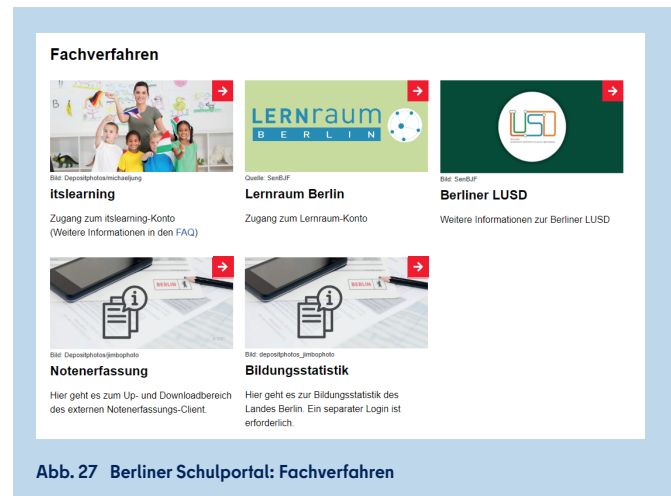 Fachverfahren
B
LERNraum
BERLIN
LUSD
Bild: Depositphotos/michaeljung
Quelle: SenBJF
Bild: SenBJF
itslearning
Lernraum Berlin
Berliner LUSD
Zugang zum itslearning-Konto
(Weitere Informationen in den FAQ)
Zugang zum Lernraum-Konto
Weitere Informationen zur Berliner LUSD
BERLIN
BERLIN
Bild: Depositphotos/jimbophoto
Bild: depositphotos_jimbophoto
Notenerfassung
Bildungsstatistik
Hier geht es zum Up- und Downloadbereich
des externen Notenerfassungs-Client.
Hier geht es zur Bildungsstatistik des
Landes Berlin. Ein separater Login ist
erforderlich.
Abb. 27 Berliner Schulportal: Fachverfahren